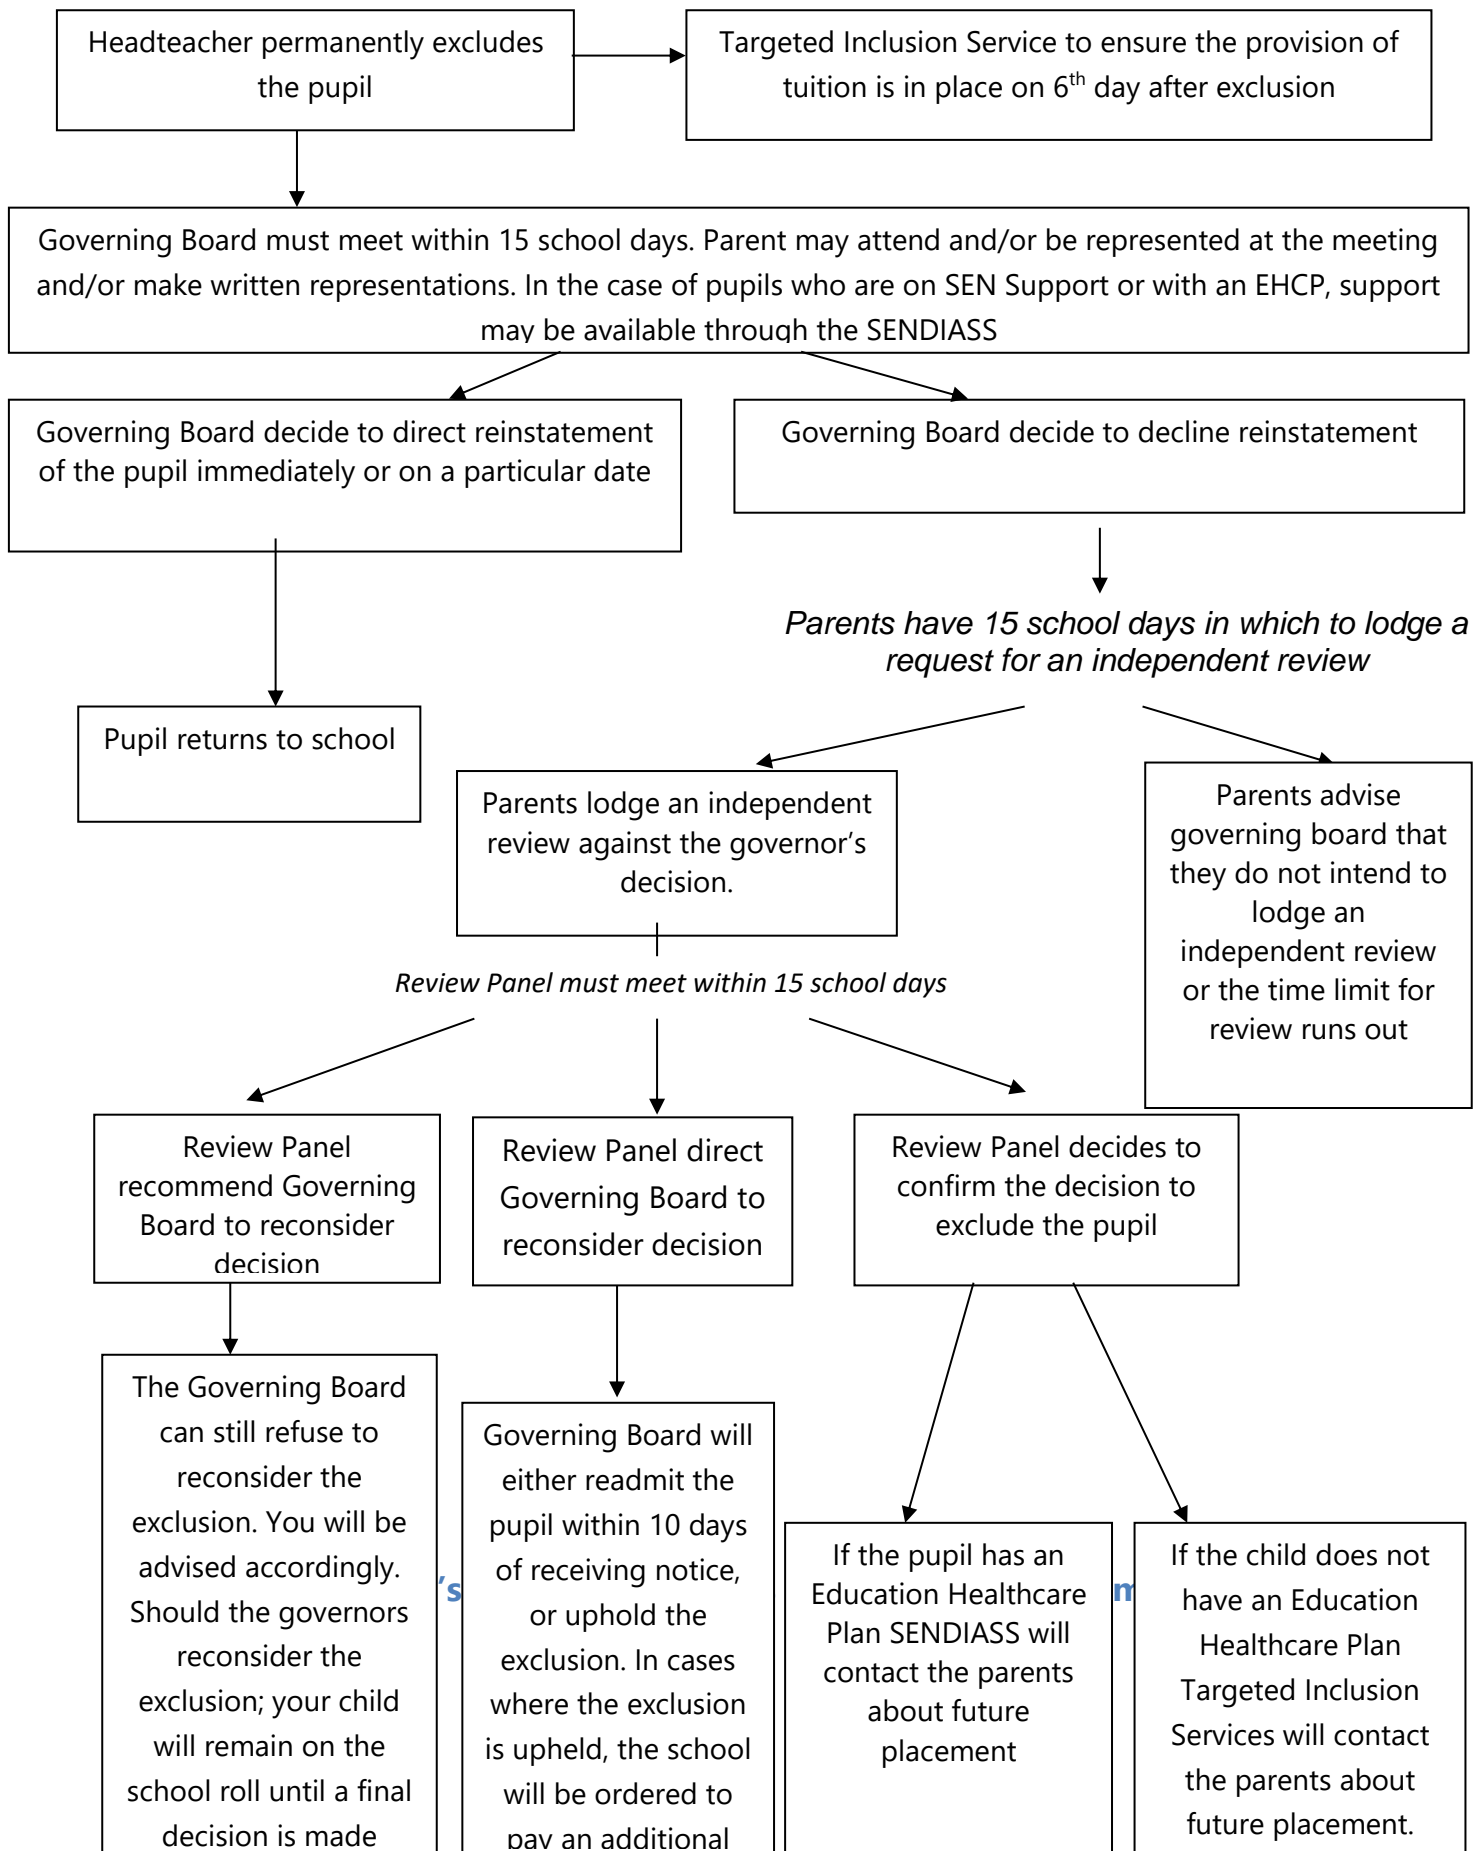 Headteacher permanently excludes
the pupil
Targeted Inclusion Service to ensure the provision of
tuition is in place on 6th day after exclusion
Governing Board must meet within 15 school days. Parent may attend and/or be represented at the meeting
and/or make written representations. In the case of pupils who are on SEN Support or with an EHCP, support
may be available through the SENDIASS
Governing Board decide to direct reinstatement
of the pupil immediately or on a particular date
Governing Board decide to decline reinstatement
Parents have 15 school days in which to lodge a
request for an independent review
Pupil returns to school
Parents lodge an independent
review against the governor’s
decision.
Parents advise
governing board that
they do not intend to
lodge an
independent review
or the time limit for
review runs out
Review Panel must meet within 15 school days
Review Panel
recommend Governing
Board to reconsider
decision
Review Panel direct
Governing Board to
reconsider decision
Review Panel decides to
confirm the decision to
exclude the pupil
The Governing Board
can still refuse to
reconsider the
exclusion. You will be
advised accordingly.
Should the governors
reconsider the
exclusion; your child
will remain on the
school roll until a final
decision is made
’s
Governing Board will
either readmit the
pupil within 10 days
of receiving notice,
or uphold the
exclusion. In cases
where the exclusion
is upheld, the school
will be ordered to
pay an additional
If the pupil has an
Education Healthcare
Plan SENDIASS will
contact the parents
about future
placement
If the child does not
have an Education
Healthcare Plan
Targeted Inclusion
Services will contact
the parents about
future placement.